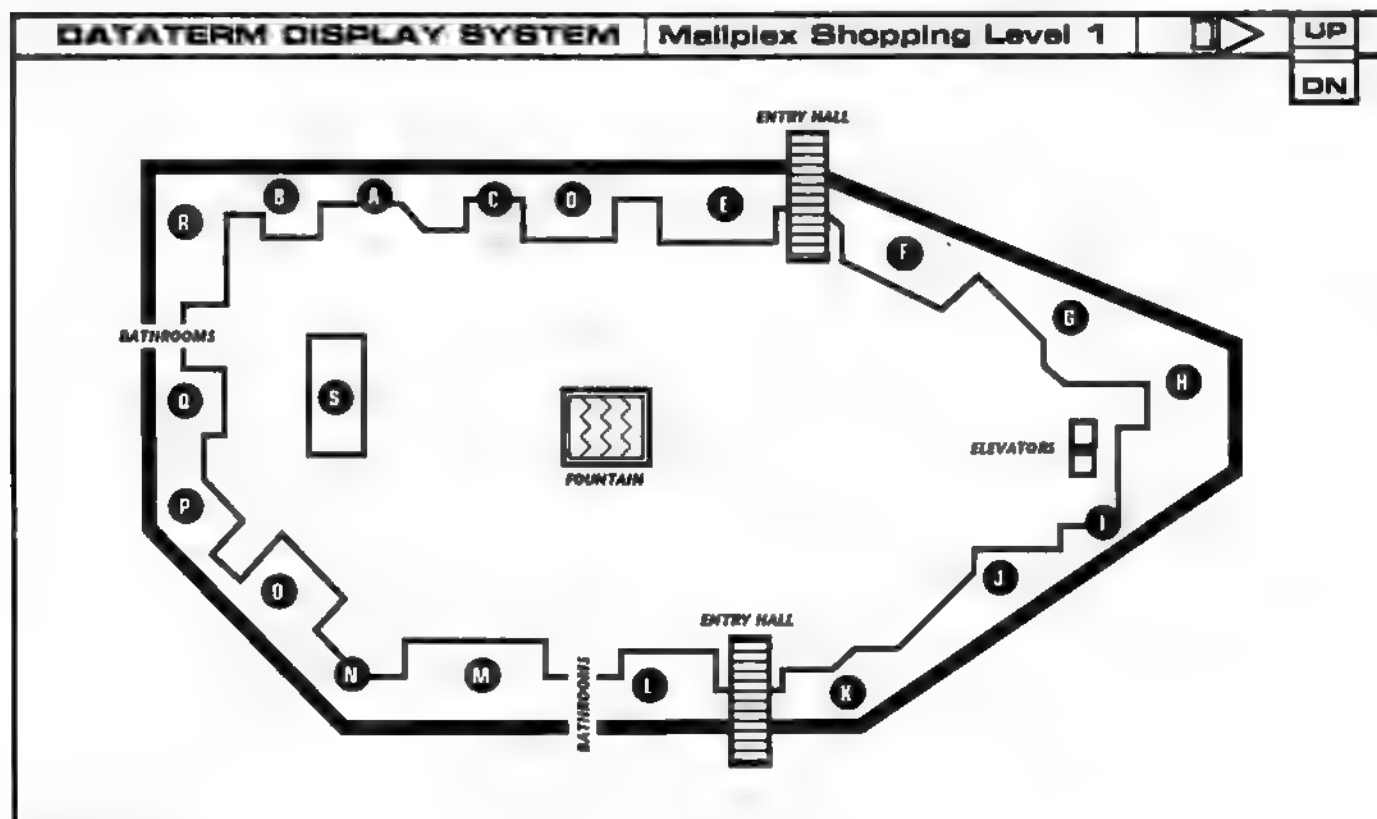 DATATERM DISPLAY SYSTEM Mallplex Shopping Level 1 UP
DN
ENTRY HALL
B A C D E
R
F
G
BATHROOMS
H
Q S
ELEVATORS
FOUNTAIN
P
I
J
O
ENTRY HALL
N M L K
BATHROOMS